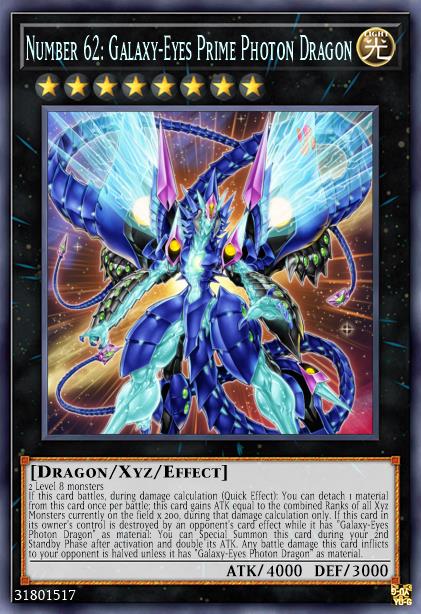 Number 62: Galaxy-Eyes Prime Photon Dragon
LIGHT
光
[Dragon/Xyz/Effect]
2 Level 8 monsters
If this card battles, during damage calculation (Quick Effect): You can detach 1 material
from this card once per battle; this card gains ATK equal to the combined Ranks of all Xyz
Monsters currently on the field x 200, during that damage calculation only. If this card in
its owner's control is destroyed by an opponent's card effect while it has "Galaxy-Eyes
Photon Dragon" as material: You can Special Summon this card during your 2nd
Standby Phase after activation and double its ATK. Any battle damage this card inflicts
to your opponent is halved unless it has "Galaxy-Eyes Photon Dragon" as material.
ATK/4000 DEF/3000
31801517